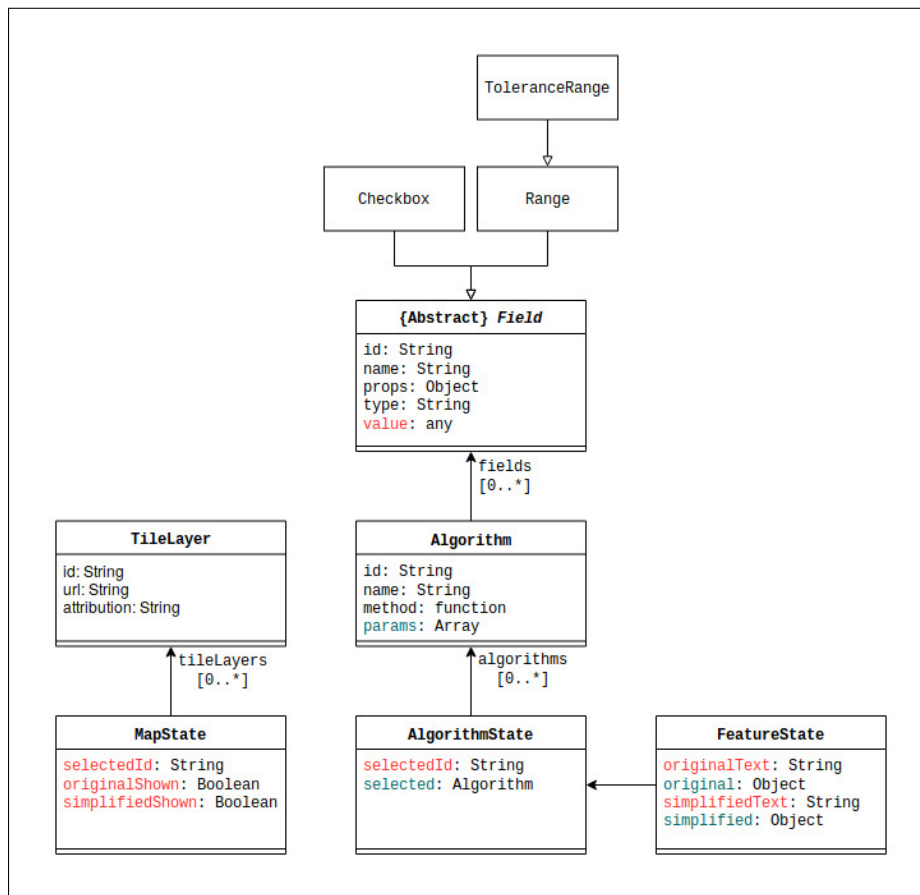 ToleranceRange
Checkbox
Range
{Abstract} Field
id: String
name: String
props: Object
type: String
value: any
fields
[0..*]
TileLayer
id: String
url: String
attribution: String
Algorithm
id: String
name: String
method: function
params: Array
tileLayers
[0..*]
algorithms
[0..*]
MapState
selectedId: String
originalShown: Boolean
simplifiedShown: Boolean
AlgorithmState
selectedId: String
selected: Algorithm
FeatureState
originalText: String
original: Object
simplifiedText: String
simplified: Object